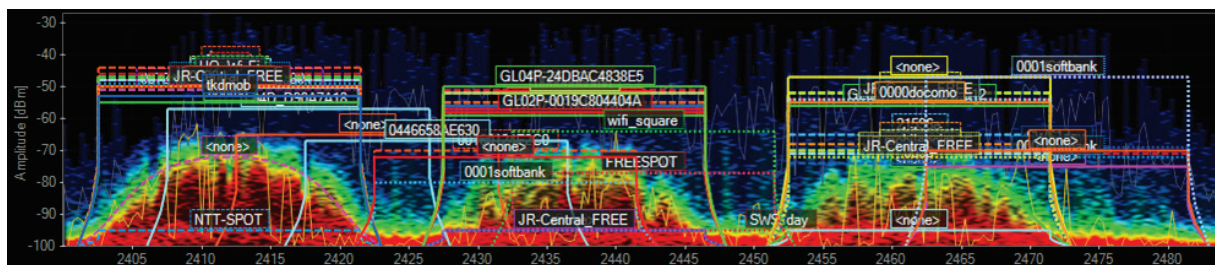 Amplitude [dBm]
-30
-40
-50
-60
-70
-80
-90
-100
JR-Central_FREE
tkdmob
<none>
0446658AE630
<none>
NTT-SPOT
GL04P-24DBAC4838E5
GL02P-0019C804404A
wifi_square
<none>
FREESPOT
0001softbank
JR-Central_FREE
<none>
0001softbank
0000docomo
JR-Central_FREE
<none>
<none>
2405
2410
2415
2420
2425
2430
2435
2440
2445
2450
2455
2460
2465
2470
2475
2480